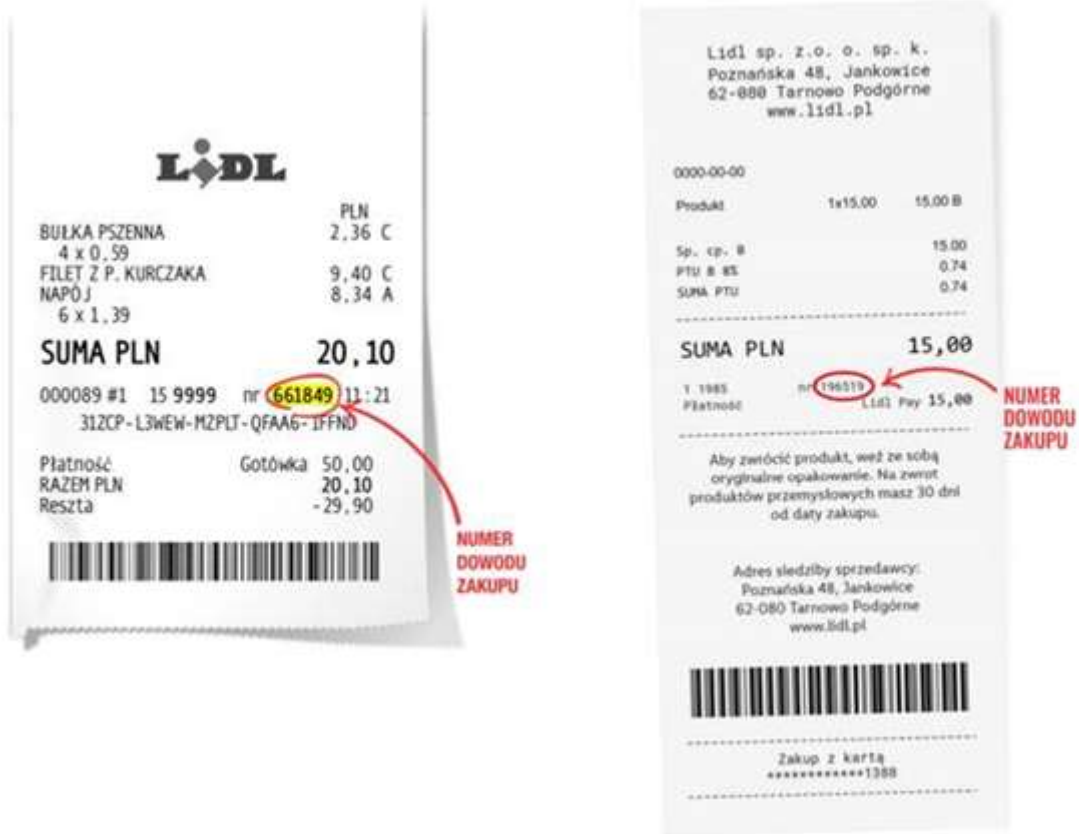 LIDL
PLN
BUŁKA PSZENNA 2,36 C
4 x 0,59
FILET Z P. KURCZAKA 9,40 C
NAPÓJ 8,34 A
6 x 1,39
SUMA PLN 20,10
000089 #1 15 9999 nr 661849 11:21
31ZCP-L3WEW-MZPLT-QFAA6-1FFND
Płatność Gotówka 50,00
RAZEM PLN 20,10
Reszta -29,90
NUMER
DOWODU
ZAKUPU
Lidl sp. z.o. o. sp. k.
Poznańska 48, Jankowice
62-080 Tarnowo Podgórne
www.lidl.pl
0000-00-00
Produkt 1x15.00 15.00 B
Sp. cp. B 15.00
PTU B 8% 0.74
SUMA PTU 0.74
SUMA PLN 15,00
1 1985 nr 196519
Płatność Lidl Pay 15,00
NUMER
DOWODU
ZAKUPU
Aby zwrócić produkt, weź ze sobą
oryginalne opakowanie. Na zwrot
produktów przemysłowych masz 30 dni
od daty zakupu.
Adres siedziby sprzedawcy:
Poznańska 48, Jankowice
62-080 Tarnowo Podgórne
www.lidl.pl
Zakup z kartą
************1388